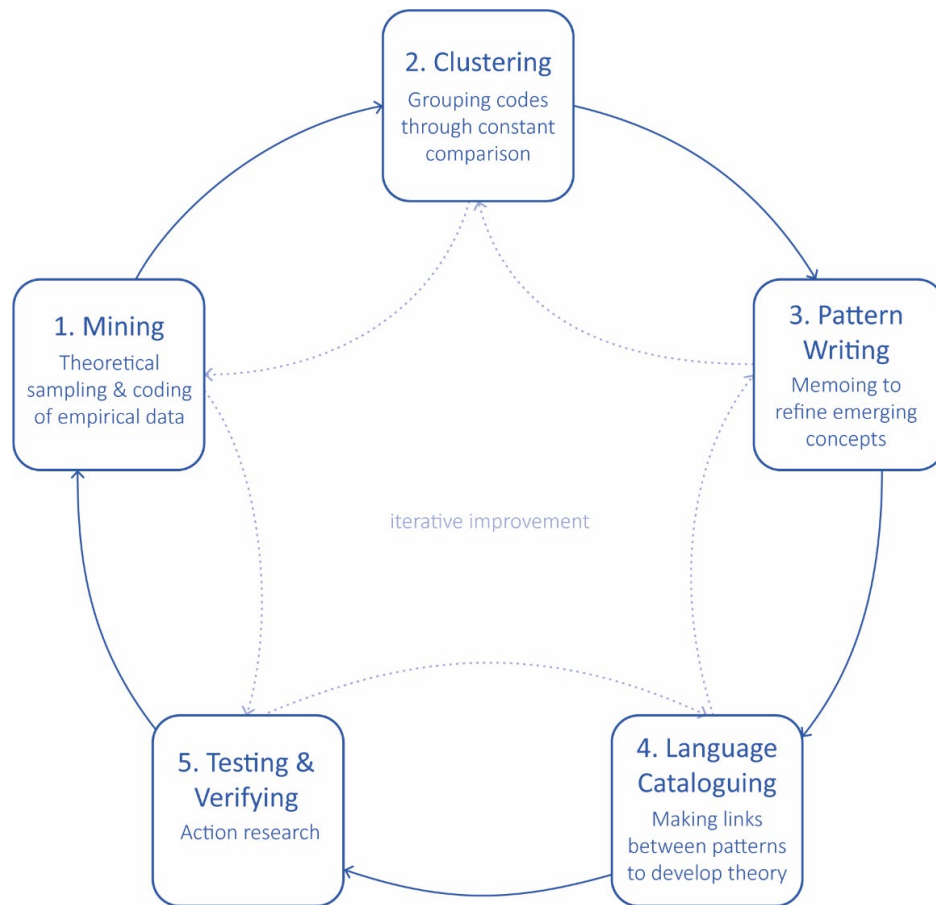 2. Clustering
Grouping codes
through constant
comparison
1. Mining
Theoretical
sampling & coding
of empirical data
3. Pattern
Writing
Memoing to
refine emerging
concepts
iterative improvement
5. Testing &
Verifying
Action research
4. Language
Cataloguing
Making links
between patterns
to develop theory